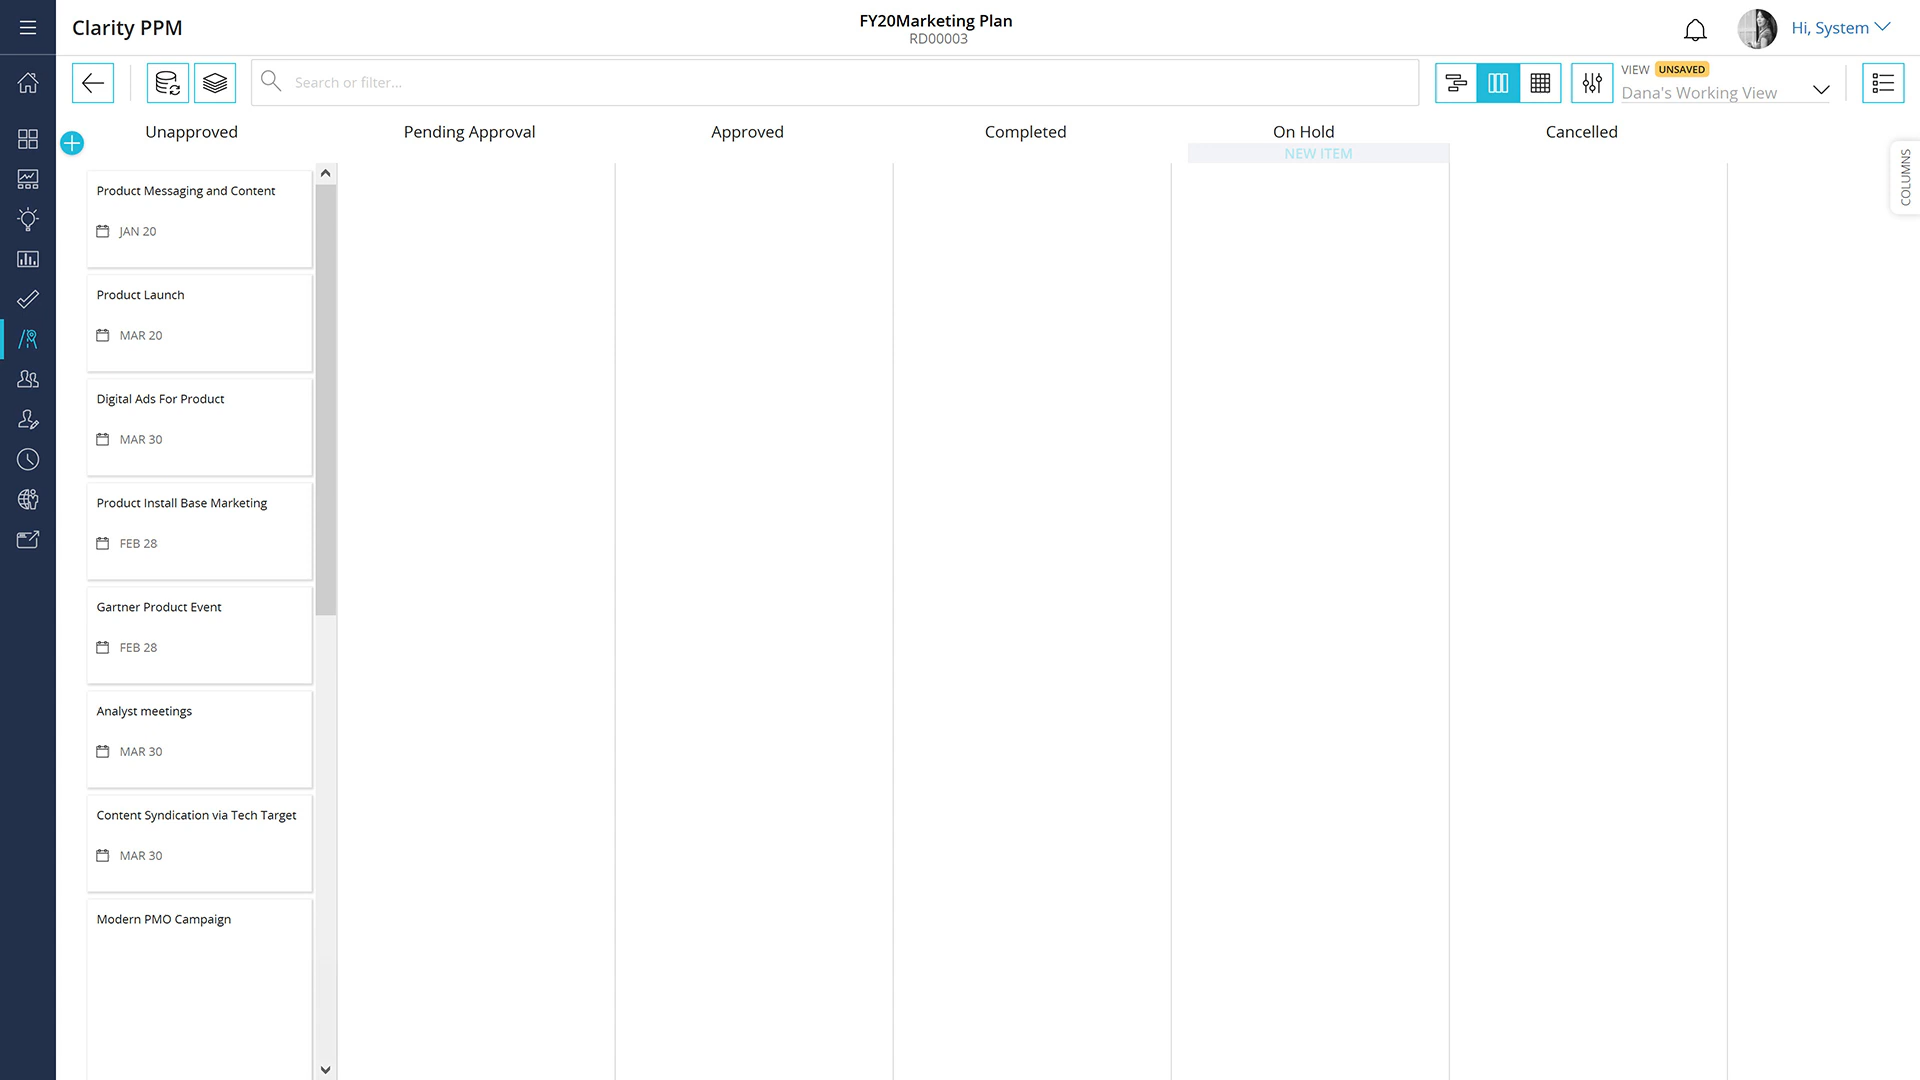 Clarity PPM
FY20Marketing Plan
RD00003
Hi, System
Search or filter...
VIEW UNSAVED
Dana's Working View
Unapproved
Pending Approval
Approved
Completed
On Hold
Cancelled
NEW ITEM
COLUMNS
Product Messaging and Content
JAN 20
Product Launch
MAR 20
Digital Ads For Product
MAR 30
Product Install Base Marketing
FEB 28
Gartner Product Event
FEB 28
Analyst meetings
MAR 30
Content Syndication via Tech Target
MAR 30
Modern PMO Campaign